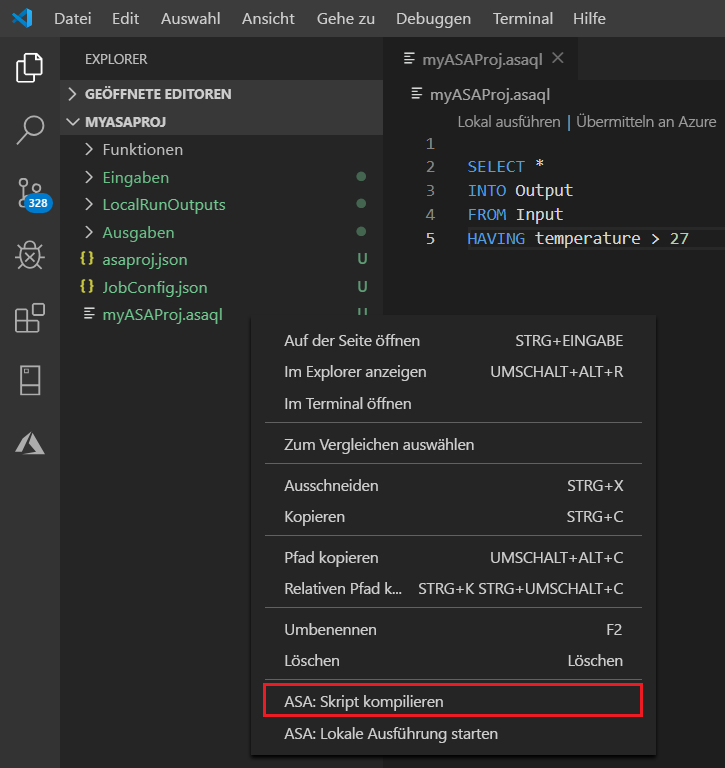 Datei Edit Auswahl Ansicht Gehe zu Debuggen Terminal Hilfe
EXPLORER
GEÖFFNETE EDITOREN
MYASAPROJ
Funktionen
Eingaben
LocalRunOutputs
Ausgaben
asaproj.json U
JobConfig.json U
myASAProj.asaql U
328
myASAProj.asaql
myASAProj.asaql
Lokal ausführen | Übermitteln an Azure
1
2 SELECT *
3 INTO Output
4 FROM Input
5 HAVING temperature > 27
Auf der Seite öffnen STRG+EINGABE
Im Explorer anzeigen UMSCHALT+ALT+R
Im Terminal öffnen
Zum Vergleichen auswählen
Ausschneiden STRG+X
Kopieren STRG+C
Pfad kopieren UMSCHALT+ALT+C
Relativen Pfad k... STRG+K STRG+UMSCHALT+C
Umbenennen F2
Löschen Löschen
ASA: Skript kompilieren
ASA: Lokale Ausführung starten